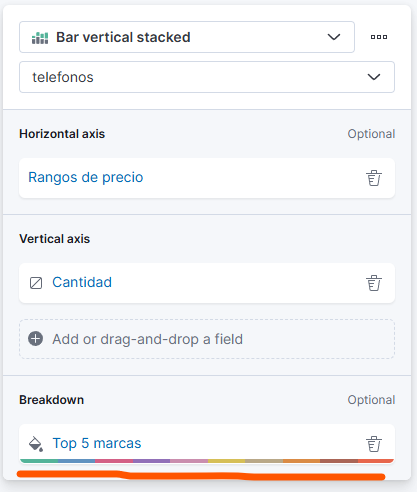 Bar vertical stacked
telefonos
Horizontal axis Optional
Rangos de precio
Vertical axis
Cantidad
Add or drag-and-drop a field
Breakdown Optional
Top 5 marcas